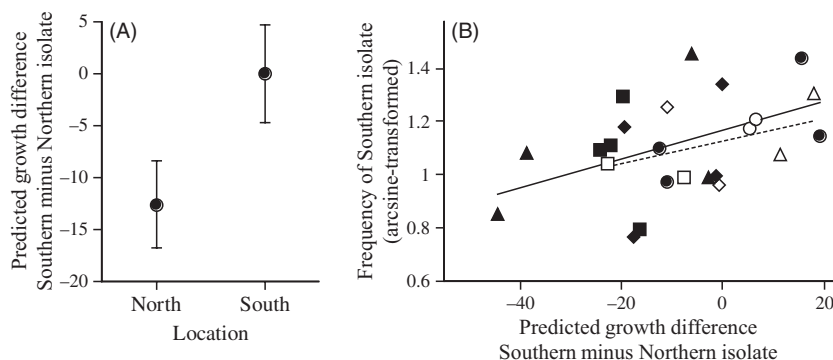 (A)
Predicted growth difference
Southern minus Northern isolate
5
0
–5
–10
–15
–20
North
South
Location
(B)
Frequency of Southern isolate
(arcsine-transformed)
1.4
1.2
1
0.8
0.6
–40
–20
0
20
Predicted growth difference
Southern minus Northern isolate